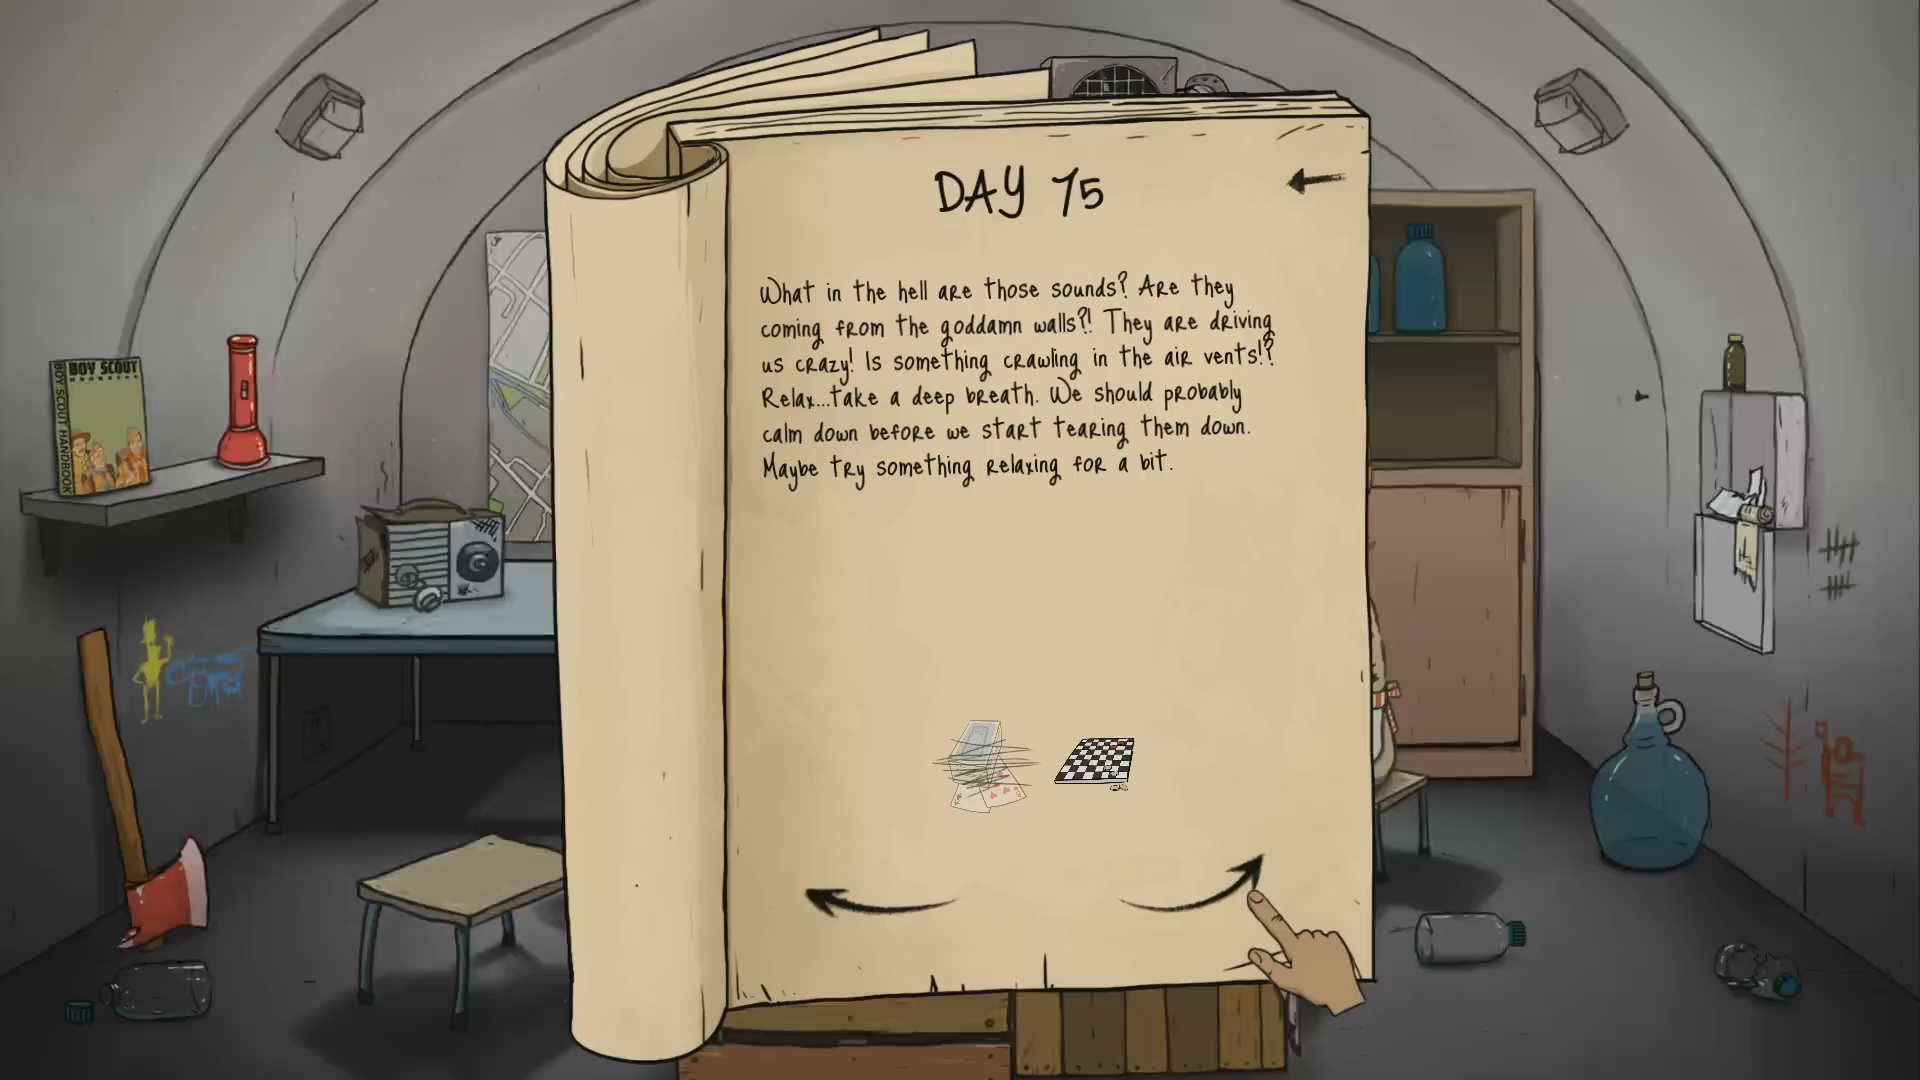 DAY 75
What in the hell are those sounds? Are they
coming from the goddamn walls?! They are driving
us crazy! Is something crawling in the air vents!?
Relax...take a deep breath. We should probably
calm down before we start tearing them down.
Maybe try something relaxing for a bit.
BOY SCOUT
BOY SCOUT HANDBOOK